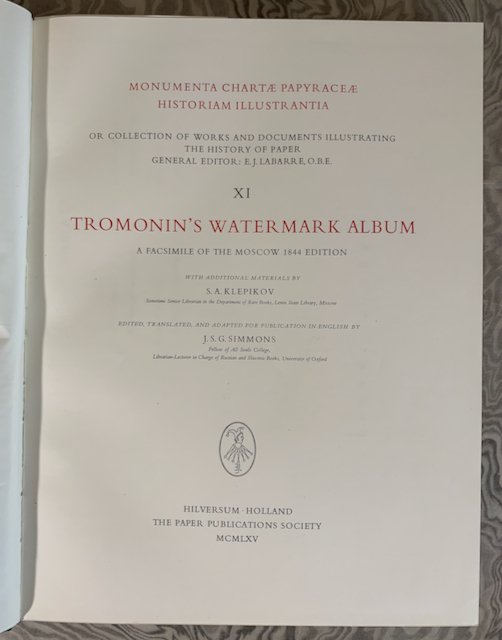 MONUMENTA CHARTÆ PAPYRACEÆ
HISTORIAM ILLUSTRANTIA
OR COLLECTION OF WORKS AND DOCUMENTS ILLUSTRATING
THE HISTORY OF PAPER
GENERAL EDITOR: E. J. LABARRE, O.B.E.
XI
TROMONIN'S WATERMARK ALBUM
A FACSIMILE OF THE MOSCOW 1844 EDITION
WITH ADDITIONAL MATERIALS BY
S. A. KLEPIKOV
Sometime Senior Librarian in the Department of Rare Books, Lenin State Library, Moscow
EDITED, TRANSLATED, AND ADAPTED FOR PUBLICATION IN ENGLISH BY
J. S. G. SIMMONS
Fellow of All Souls College,
Librarian-Lecturer in Charge of Russian and Slavonic Books, University of Oxford
HILVERSUM · HOLLAND
THE PAPER PUBLICATIONS SOCIETY
MCMLXV